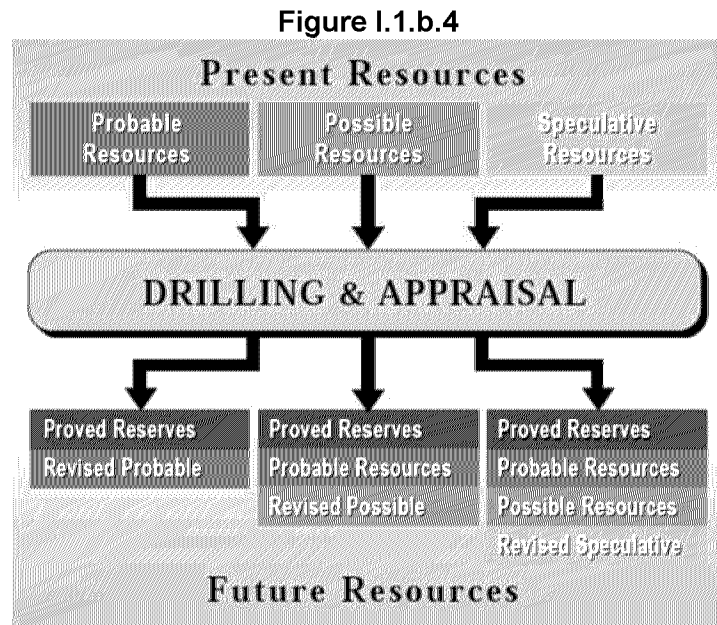 Figure I.1.b.4
Present Resources
Probable
Resources
Possible
Resources
Speculative
Resources
DRILLING & APPRAISAL
Proved Reserves
Revised Probable
Proved Reserves
Probable Resources
Revised Possible
Proved Reserves
Probable Resources
Possible Resources
Revised Speculative
Future Resources